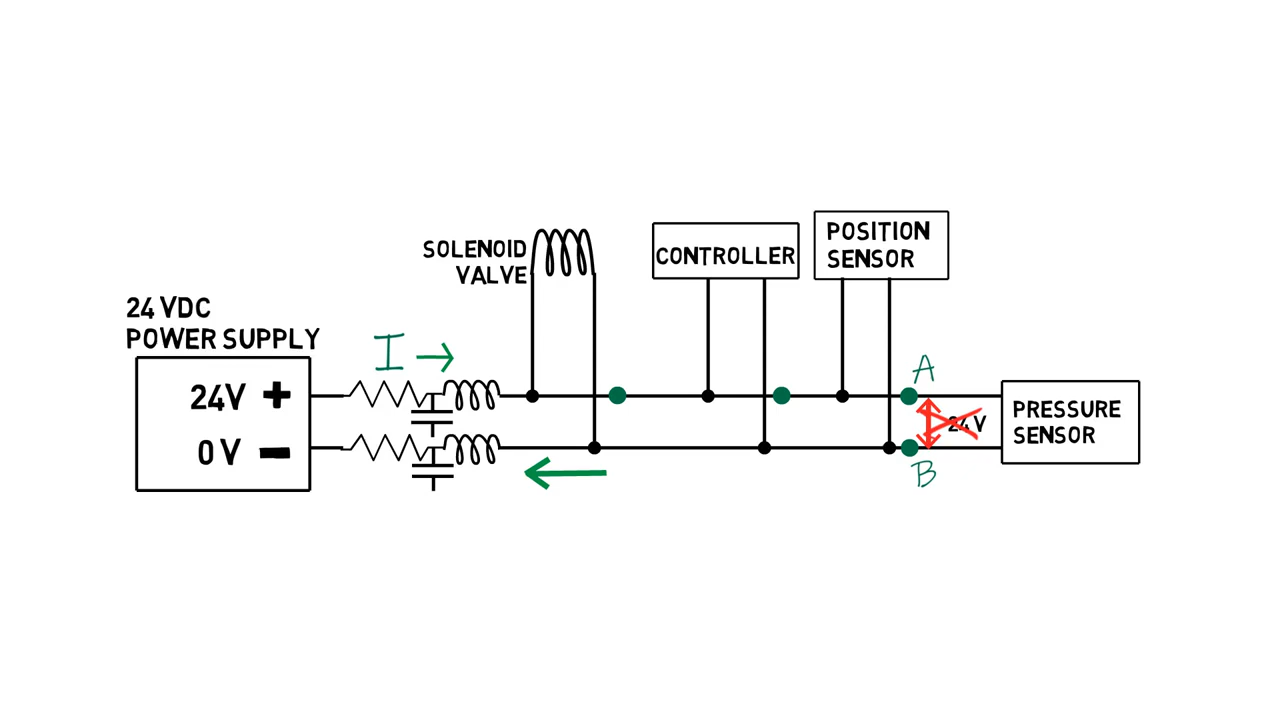 SOLENOID
VALVE
CONTROLLER
POSITION
SENSOR
24 VDC
POWER SUPPLY
24V +
0V −
I →
A
24V
B
PRESSURE
SENSOR